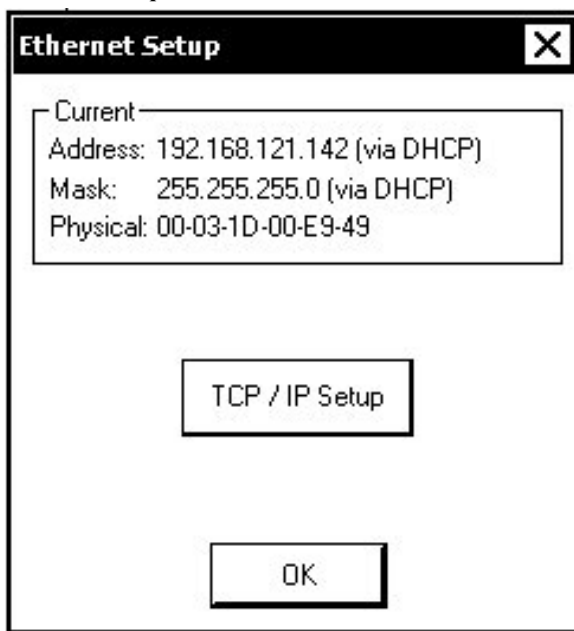 Ethernet Setup
Current
Address: 192.168.121.142 (via DHCP)
Mask: 255.255.255.0 (via DHCP)
Physical: 00-03-1D-00-E9-49
TCP / IP Setup
OK